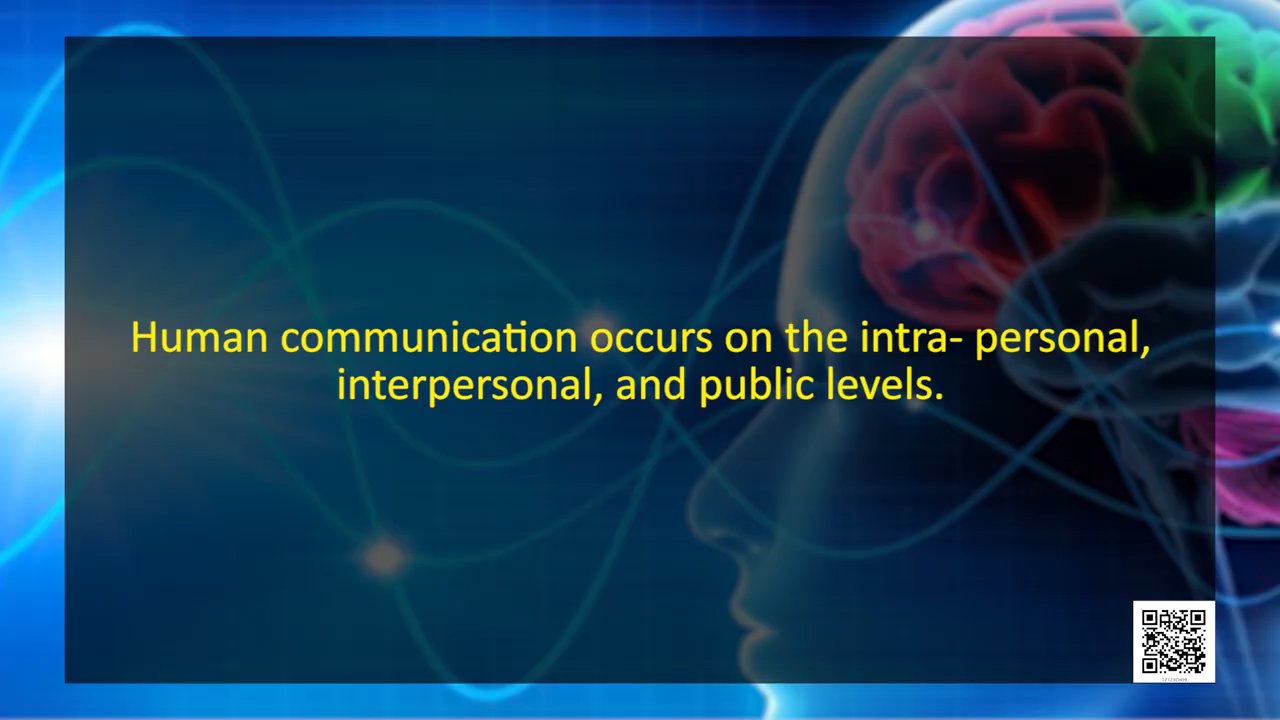 Human communication occurs on the intra- personal,
interpersonal, and public levels.